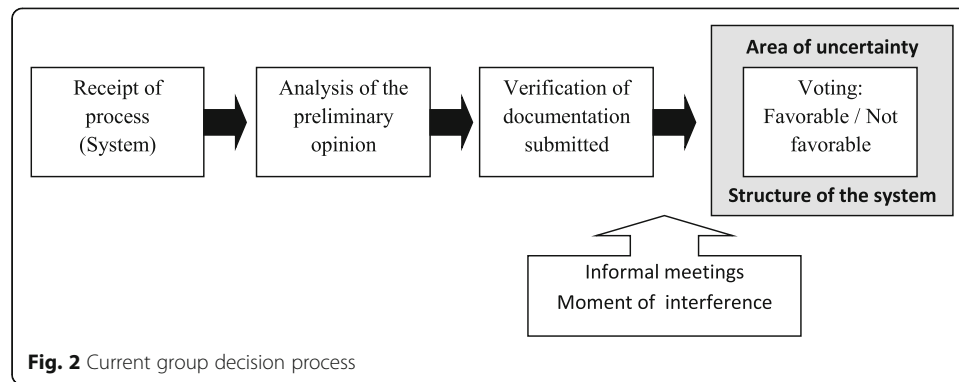 Receipt of
process
(System)
Analysis of the
preliminary
opinion
Verification of
documentation
submitted
Area of uncertainty
Voting:
Favorable / Not
favorable
Structure of the system
Informal meetings
Moment of interference
Fig. 2 Current group decision process